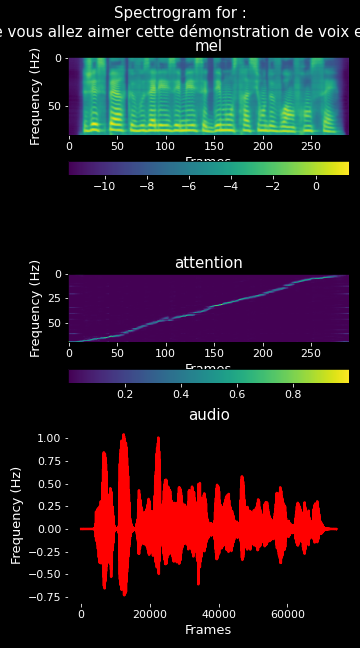 Spectrogram for :
vous allez aimer cette démonstration de voix
mel
Frequency (Hz)
0
50
0 50 100 150 200 250
Frames
−10 −8 −6 −4 −2 0
attention
Frequency (Hz)
0
25
50
0 50 100 150 200 250
Frames
0.2 0.4 0.6 0.8
audio
Frequency (Hz)
1.00
0.75
0.50
0.25
0.00
−0.25
−0.50
−0.75
0 20000 40000 60000
Frames